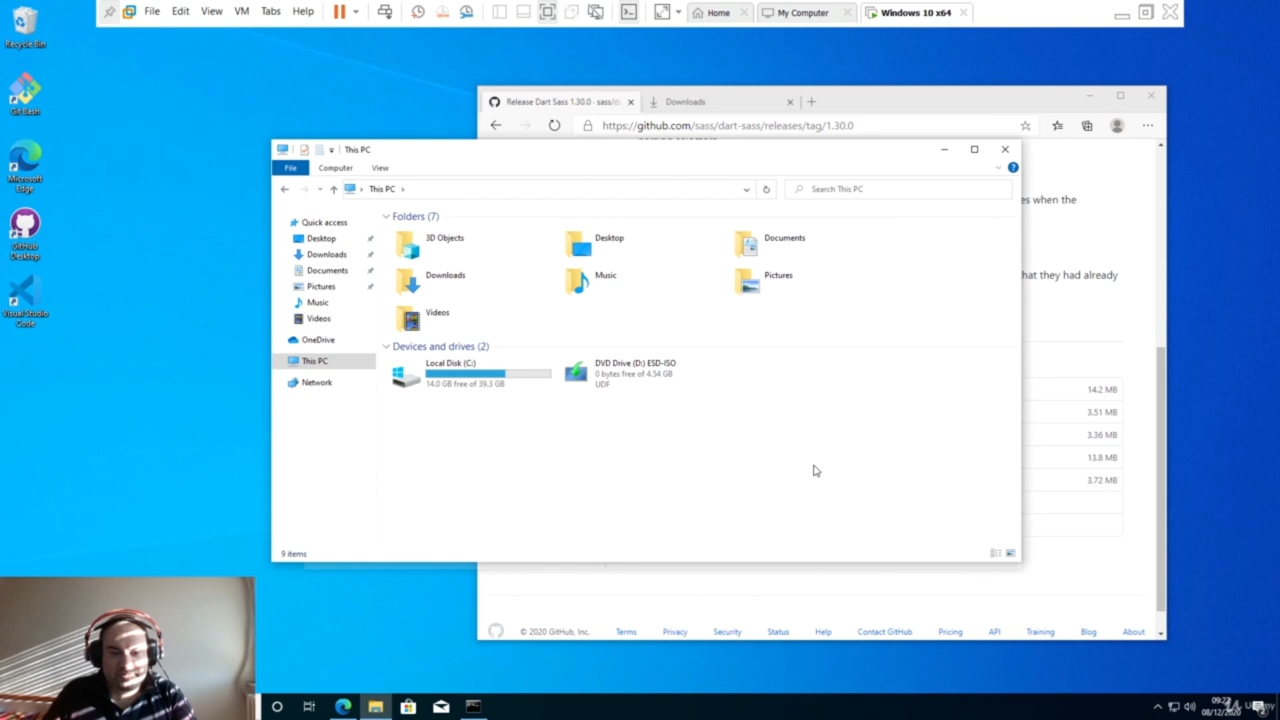 File Edit View VM Tabs Help
Home
My Computer
Windows 10 x64
Recycle Bin
Git Bash
Microsoft Edge
GitHub Desktop
Visual Studio Code
Release Dart Sass 1.30.0 · sass/d
Downloads
https://github.com/sass/dart-sass/releases/tag/1.30.0
This PC
File Computer View
This PC
Search This PC
es when the
hat they had already
14.2 MB
3.51 MB
3.36 MB
13.8 MB
3.72 MB
Quick access
Desktop
Downloads
Documents
Pictures
Music
Videos
OneDrive
This PC
Network
Folders (7)
3D Objects
Desktop
Documents
Downloads
Music
Pictures
Videos
Devices and drives (2)
Local Disk (C:)
14.0 GB free of 39.3 GB
DVD Drive (D:) ESD-ISO
0 bytes free of 4.54 GB
UDF
9 items
© 2020 GitHub, Inc. Terms Privacy Security Status Help Contact GitHub Pricing API Training Blog About
08/12/2020